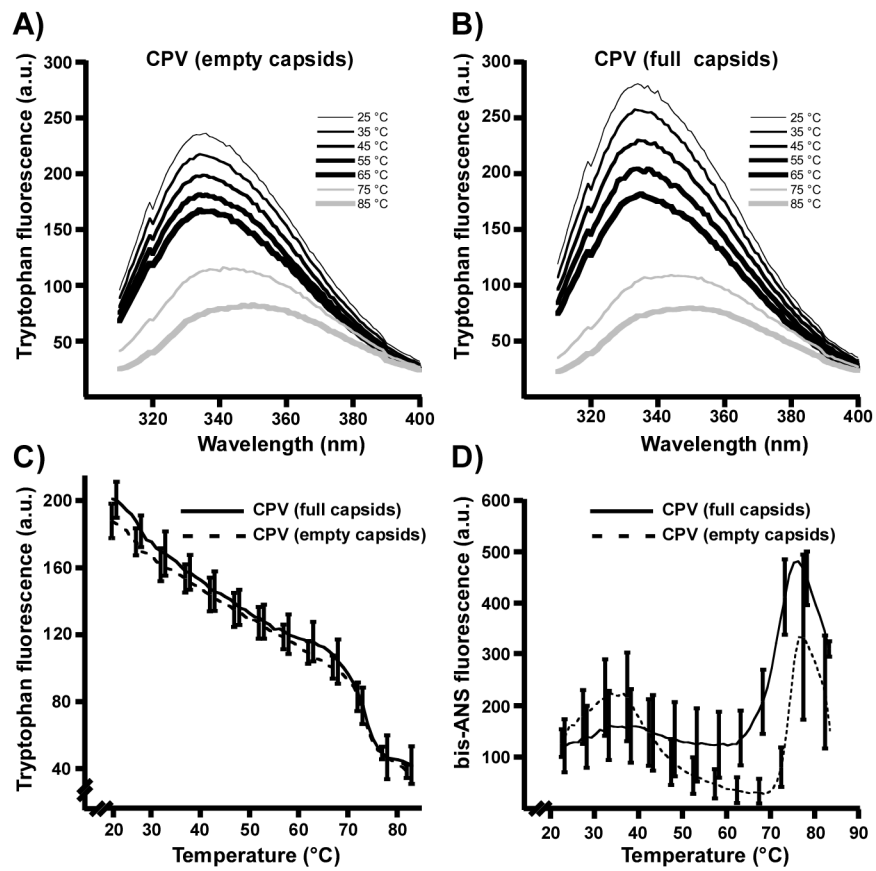 A)
CPV (empty capsids)
Tryptophan fluorescence (a.u.)
300
250
200
150
100
50
25 °C
35 °C
45 °C
55 °C
65 °C
75 °C
85 °C
320 340 360 380 400
Wavelength (nm)
B)
CPV (full capsids)
Tryptophan fluorescence (a.u.)
300
250
200
150
100
50
25 °C
35 °C
45 °C
55 °C
65 °C
75 °C
85 °C
320 340 360 380 400
Wavelength (nm)
C)
CPV (full capsids)
CPV (empty capsids)
Tryptophan fluorescence (a.u.)
200
160
120
80
40
20 30 40 50 60 70 80
Temperature (°C)
D)
CPV (full capsids)
CPV (empty capsids)
bis-ANS fluorescence (a.u.)
600
500
400
300
200
100
20 30 40 50 60 70 80 90
Temperature (°C)